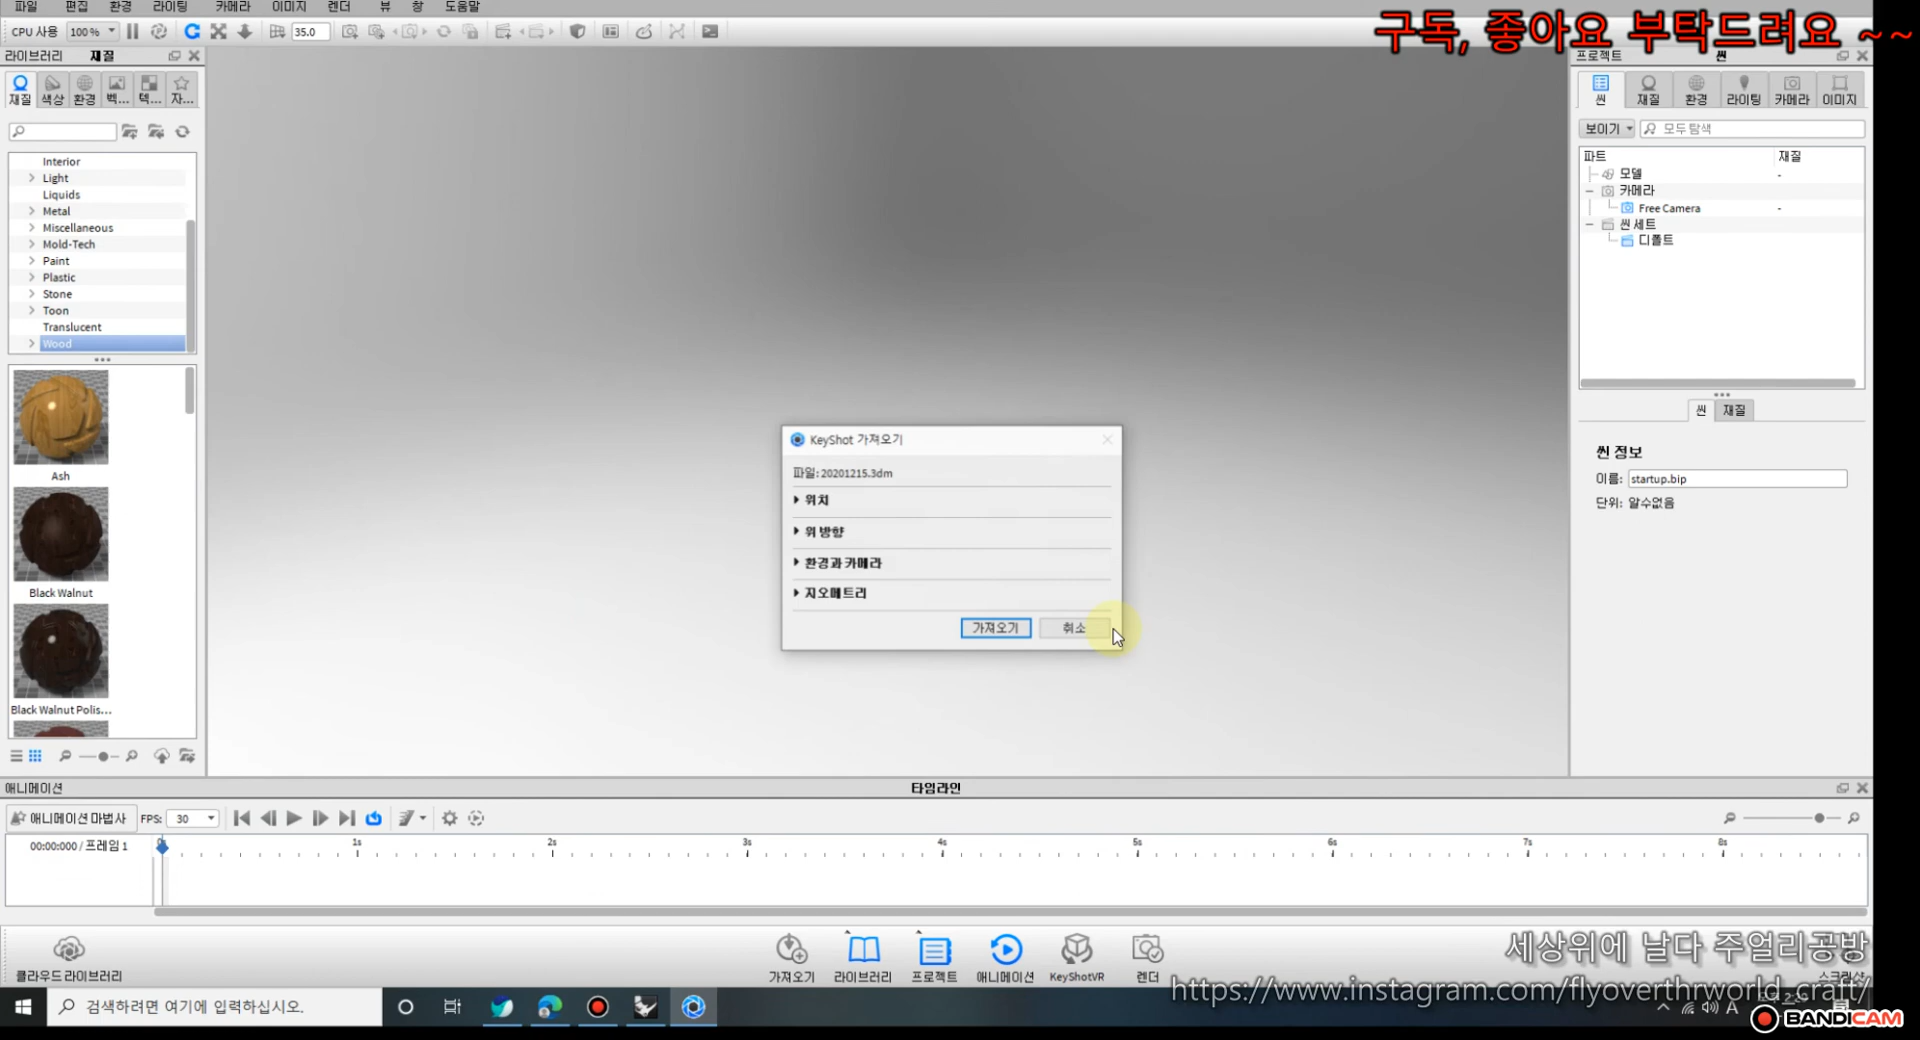 파일 편집 환경 라이팅 카메라 이미지 렌더 뷰 창 도움말
CPU 사용 100 % 35.0
구독, 좋아요 부탁드려요 ~~
라이브러리 재질
재질 색상 환경 벡... 텍... 자...
Interior
Light
Liquids
Metal
Miscellaneous
Mold-Tech
Paint
Plastic
Stone
Toon
Translucent
Wood
Ash
Black Walnut
Black Walnut Polis...
KeyShot 가져오기
파일: 20201215.3dm
위치
위 방향
환경과 카메라
지오메트리
가져오기 취소
프로젝트 씬
씬 재질 환경 라이팅 카메라 이미지
보이기 모두 탐색
파트 재질
모델 -
카메라
Free Camera -
씬 세트
디폴트
씬 재질
씬 정보
이름: startup.bip
단위: 알수없음
애니메이션 타임라인
애니메이션 마법사 FPS: 30
00:00:000 / 프레임 1
1s 2s 3s 4s 5s 6s 7s 8s
클라우드 라이브러리
가져오기 라이브러리 프로젝트 애니메이션 KeyShotVR 렌더
세상위에 날다 주얼리공방
https://www.instagram.com/flyoverthrworld_craft/
검색하려면 여기에 입력하십시오.
A
BANDICAM